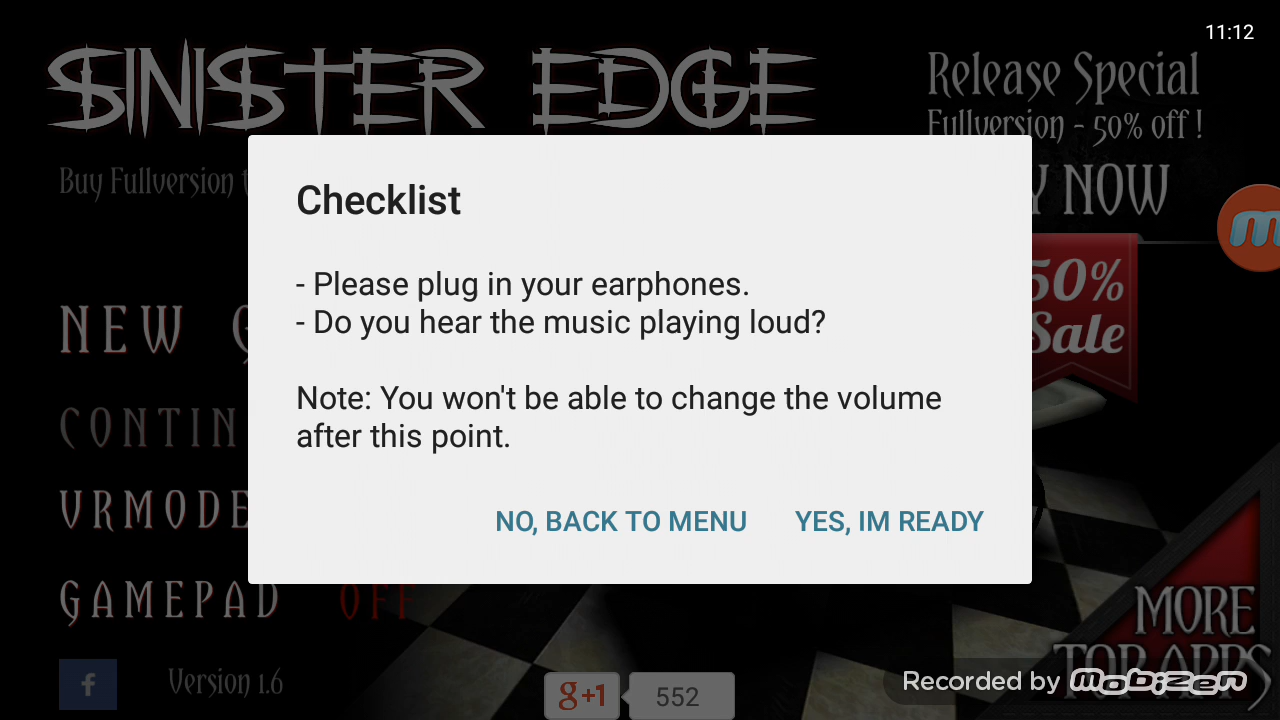 11:12
SINISTER EDGE
Release Special
Fullversion - 50% off !
Buy Fullversion
NOW
50%
Sale
Checklist
- Please plug in your earphones.
- Do you hear the music playing loud?
Note: You won't be able to change the volume
after this point.
NO, BACK TO MENU
YES, IM READY
NEW
CONTIN
VRMODE
GAMEPAD OFF
MORE
TOP APPS
f
Version 1.6
g+1
552
Recorded by Mobizen